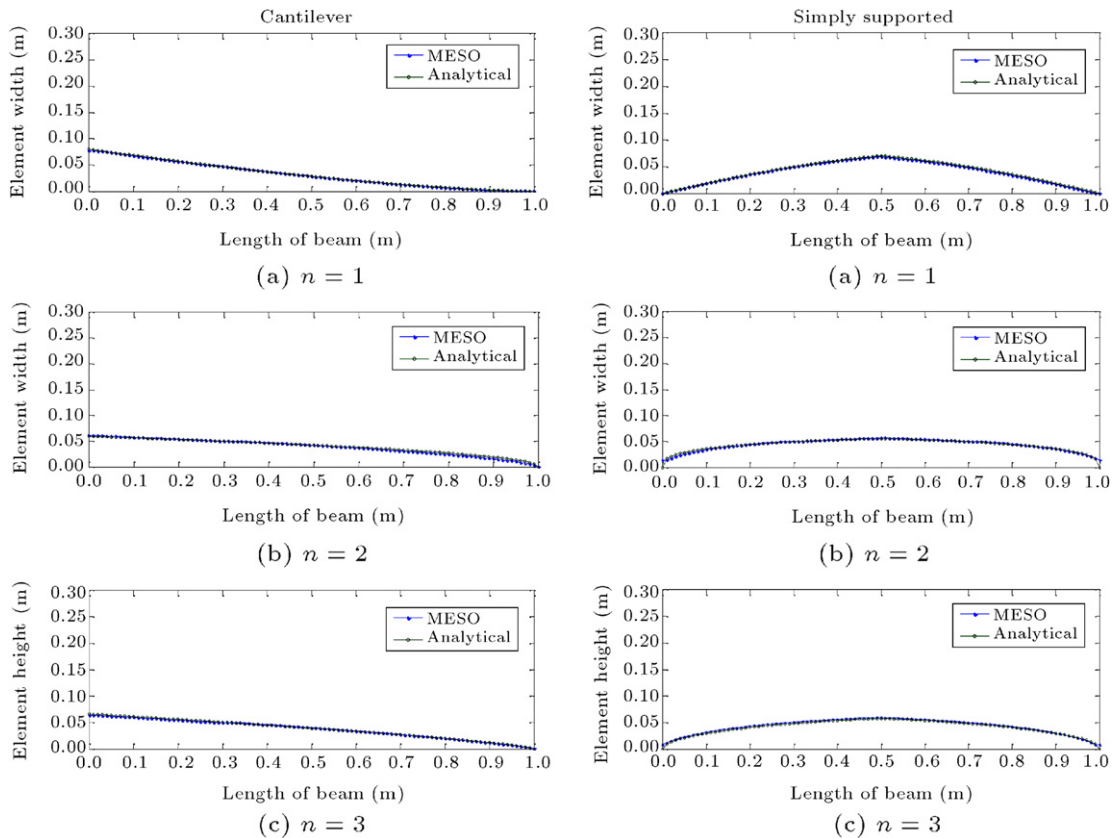 Cantilever
Element width (m)
0.30
0.25
0.20
0.15
0.10
0.05
0.00
MESO
Analytical
0.0 0.1 0.2 0.3 0.4 0.5 0.6 0.7 0.8 0.9 1.0
Length of beam (m)
(a) n = 1
Simply supported
Element width (m)
0.30
0.25
0.20
0.15
0.10
0.05
0.00
MESO
Analytical
0.0 0.1 0.2 0.3 0.4 0.5 0.6 0.7 0.8 0.9 1.0
Length of beam (m)
(a) n = 1
Element width (m)
0.30
0.25
0.20
0.15
0.10
0.05
0.00
MESO
Analytical
0.0 0.1 0.2 0.3 0.4 0.5 0.6 0.7 0.8 0.9 1.0
Length of beam (m)
(b) n = 2
Element width (m)
0.30
0.25
0.20
0.15
0.10
0.05
0.00
MESO
Analytical
0.0 0.1 0.2 0.3 0.4 0.5 0.6 0.7 0.8 0.9 1.0
Length of beam (m)
(b) n = 2
Element height (m)
0.30
0.25
0.20
0.15
0.10
0.05
0.00
MESO
Analytical
0.0 0.1 0.2 0.3 0.4 0.5 0.6 0.7 0.8 0.9 1.0
Length of beam (m)
(c) n = 3
Element height (m)
0.30
0.25
0.20
0.15
0.10
0.05
0.00
MESO
Analytical
0.0 0.1 0.2 0.3 0.4 0.5 0.6 0.7 0.8 0.9 1.0
Length of beam (m)
(c) n = 3